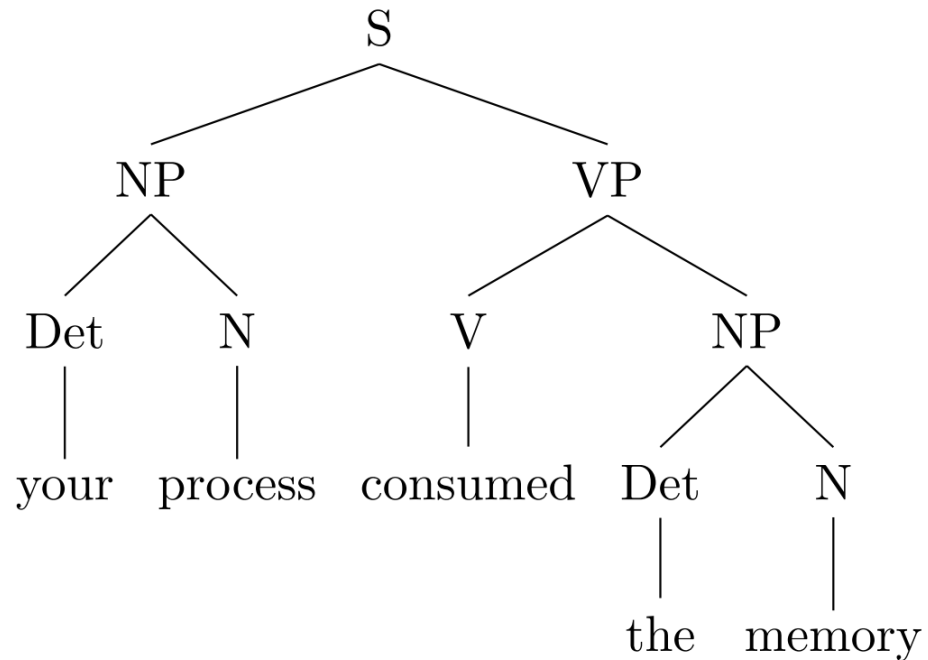 S
NP VP
Det N V NP
your process consumed Det N
the memory